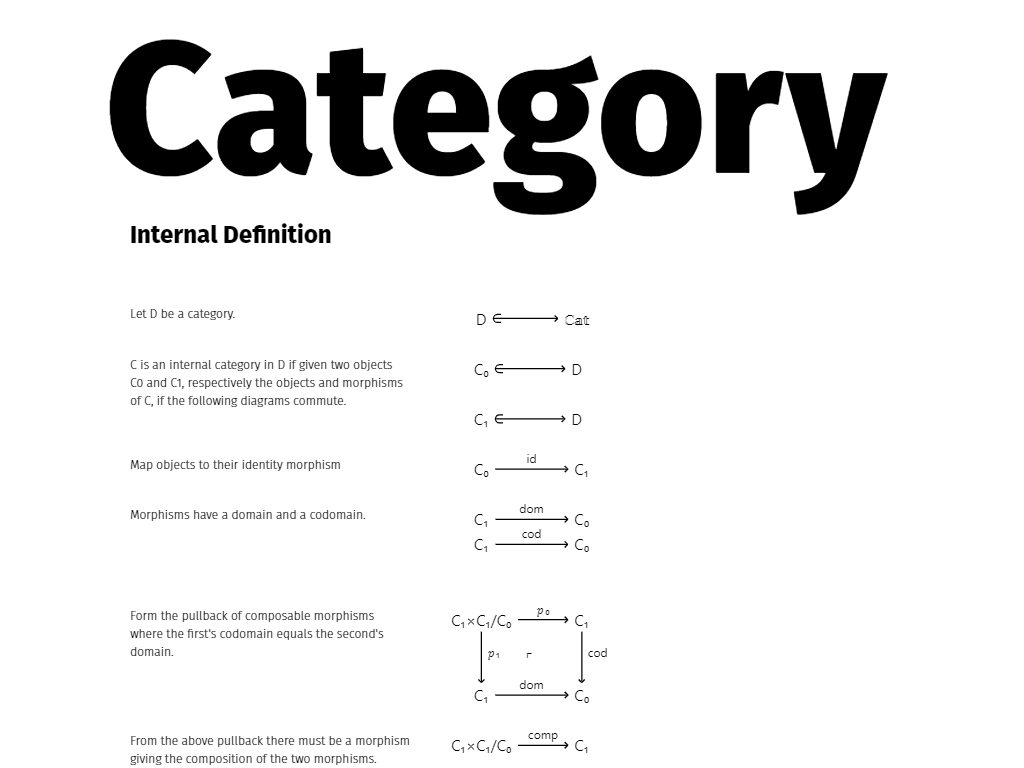 Category
Internal Definition
Let D be a category.
D ∈ Cat
C is an internal category in D if given two objects
C0 and C1, respectively the objects and morphisms
of C, if the following diagrams commute.
C₀ ∈ D
C₁ ∈ D
Map objects to their identity morphism
id
C₀ C₁
Morphisms have a domain and a codomain.
dom
C₁ C₀
cod
C₁ C₀
Form the pullback of composable morphisms
where the first's codomain equals the second's
domain.
p₀
C₁×C₁/C₀ C₁
p₁ ⌜ cod
dom
C₁ C₀
From the above pullback there must be a morphism
giving the composition of the two morphisms.
comp
C₁×C₁/C₀ C₁